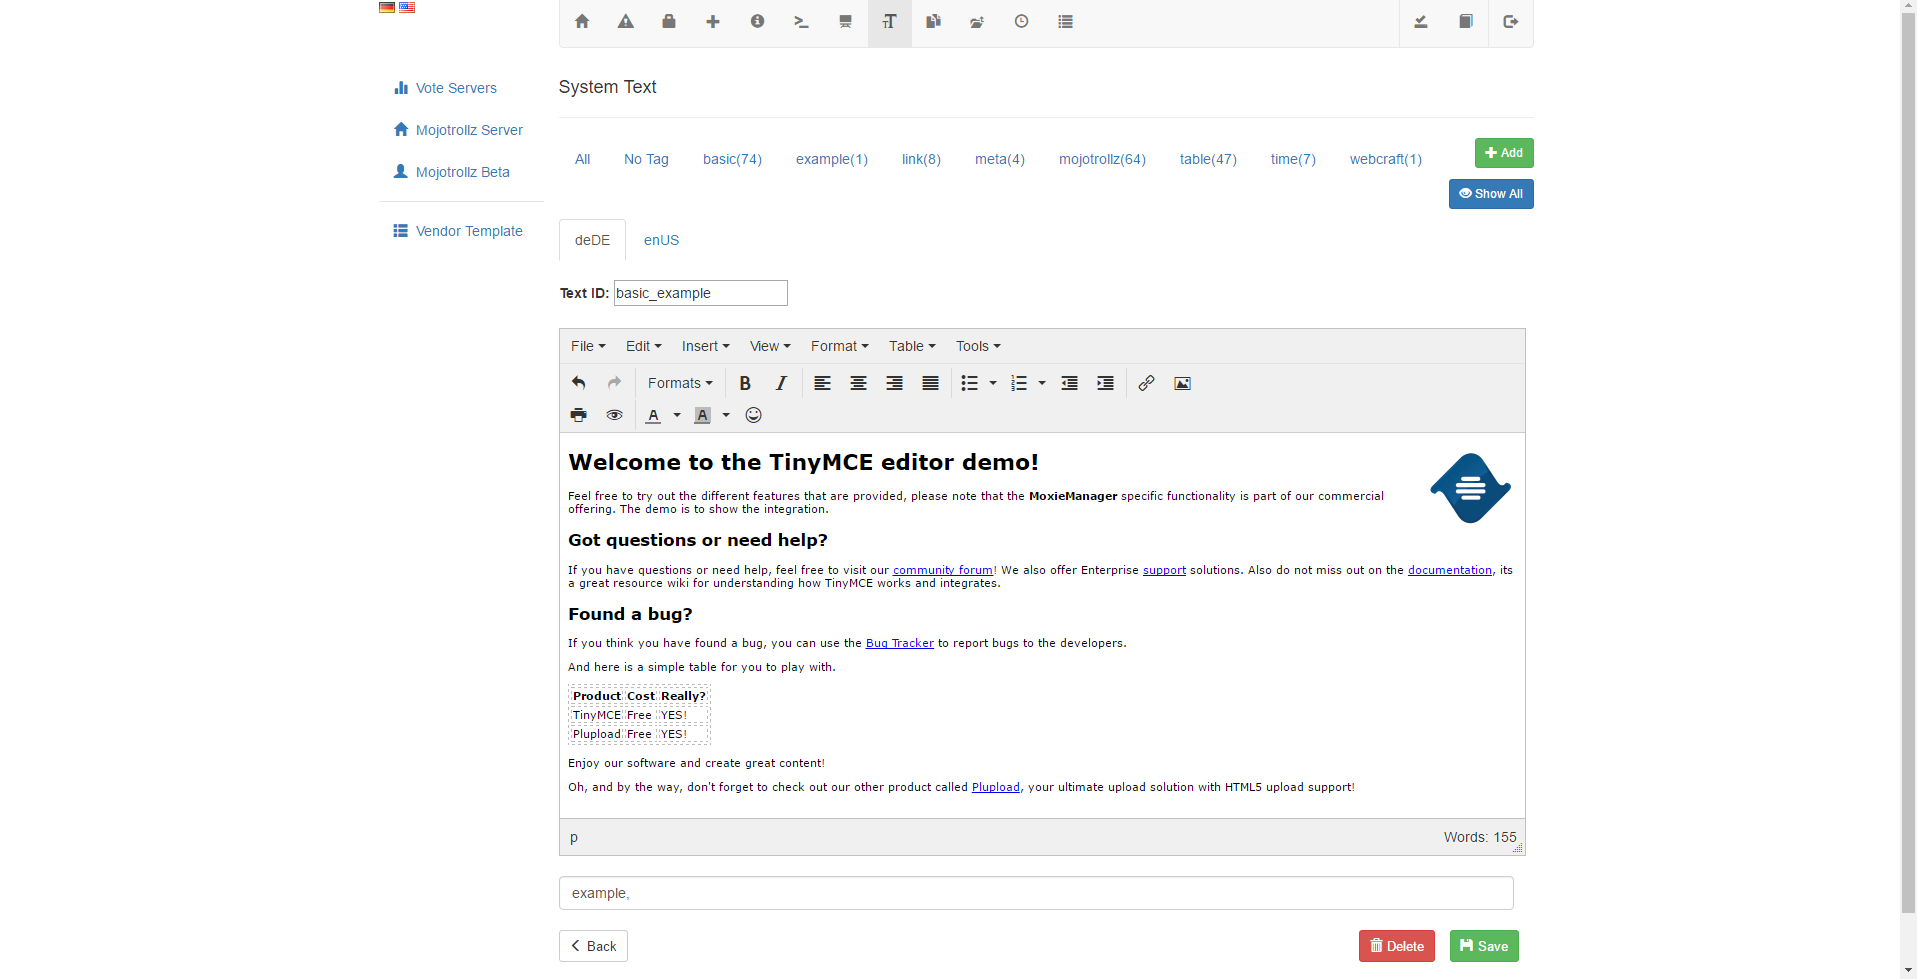 Vote Servers
Mojotrollz Server
Mojotrollz Beta
Vendor Template
System Text
All No Tag basic(74) example(1) link(8) meta(4) mojotrollz(64) table(47) time(7) webcraft(1)
Add
Show All
deDE enUS
Text ID: basic_example
File Edit Insert View Format Table Tools
Formats B I
A A
Welcome to the TinyMCE editor demo!
Feel free to try out the different features that are provided, please note that the MoxieManager specific functionality is part of our commercial
offering. The demo is to show the integration.
Got questions or need help?
If you have questions or need help, feel free to visit our community forum! We also offer Enterprise support solutions. Also do not miss out on the documentation, its
a great resource wiki for understanding how TinyMCE works and integrates.
Found a bug?
If you think you have found a bug, you can use the Bug Tracker to report bugs to the developers.
And here is a simple table for you to play with.
Product Cost Really?
TinyMCE Free YES!
Plupload Free YES!
Enjoy our software and create great content!
Oh, and by the way, don't forget to check out our other product called Plupload, your ultimate upload solution with HTML5 upload support!
p Words: 155
example,
Back Delete Save